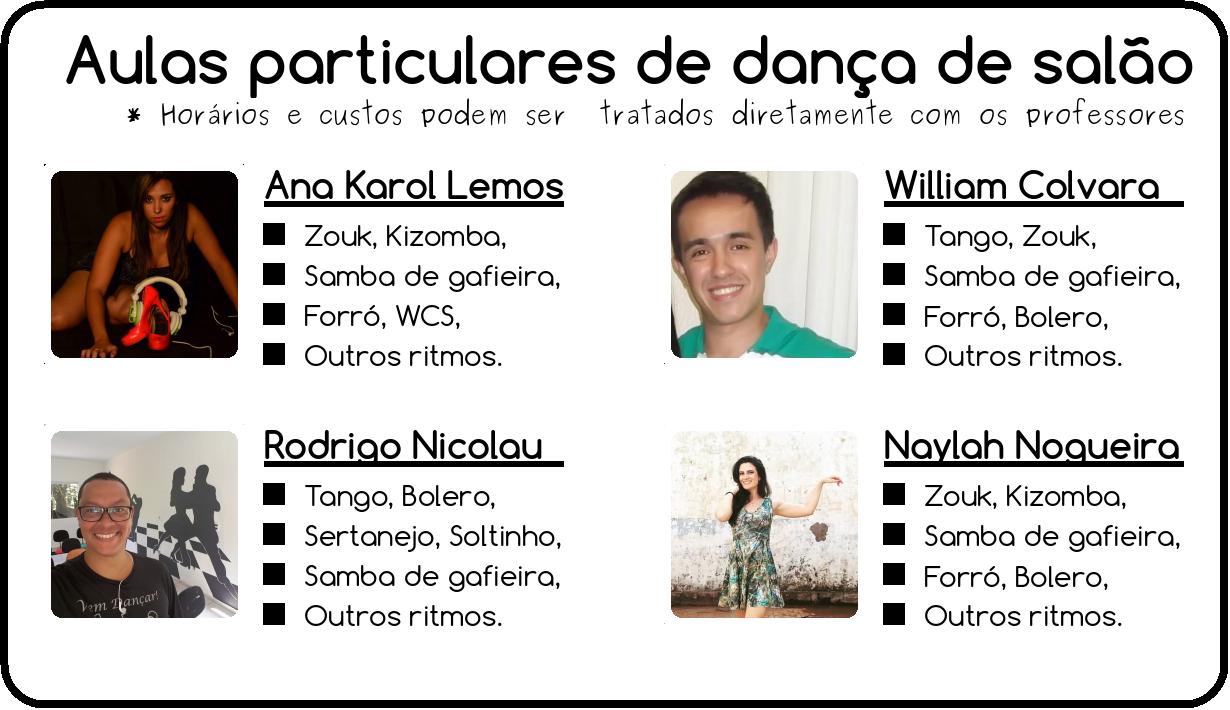 Aulas particulares de dança de salão
* Horários e custos podem ser tratados diretamente com os professores
Ana Karol Lemos
Zouk, Kizomba,
Samba de gafieira,
Forró, WCS,
Outros ritmos.
William Colvara
Tango, Zouk,
Samba de gafieira,
Forró, Bolero,
Outros ritmos.
Rodrigo Nicolau
Tango, Bolero,
Sertanejo, Soltinho,
Samba de gafieira,
Outros ritmos.
Vem Dançar!
Naylah Nogueira
Zouk, Kizomba,
Samba de gafieira,
Forró, Bolero,
Outros ritmos.